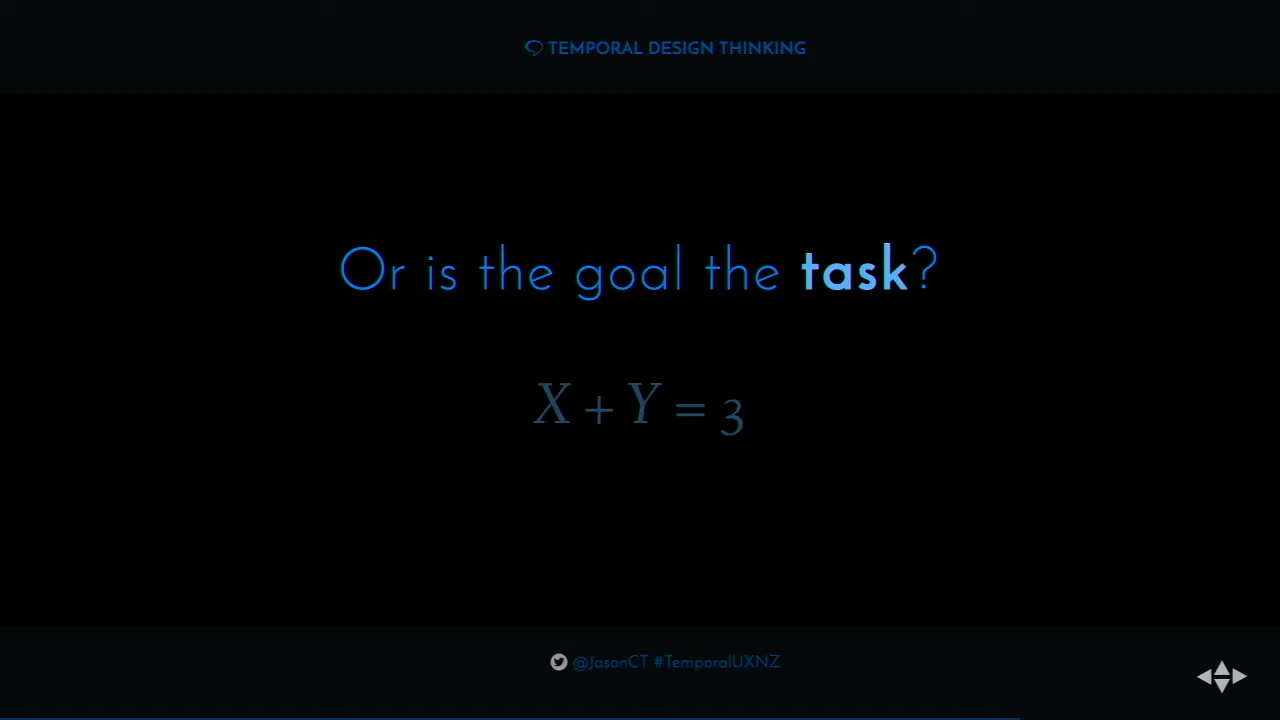 TEMPORAL DESIGN THINKING
Or is the goal the task?
X + Y = 3
@JasonCT #TemporalUXNZ